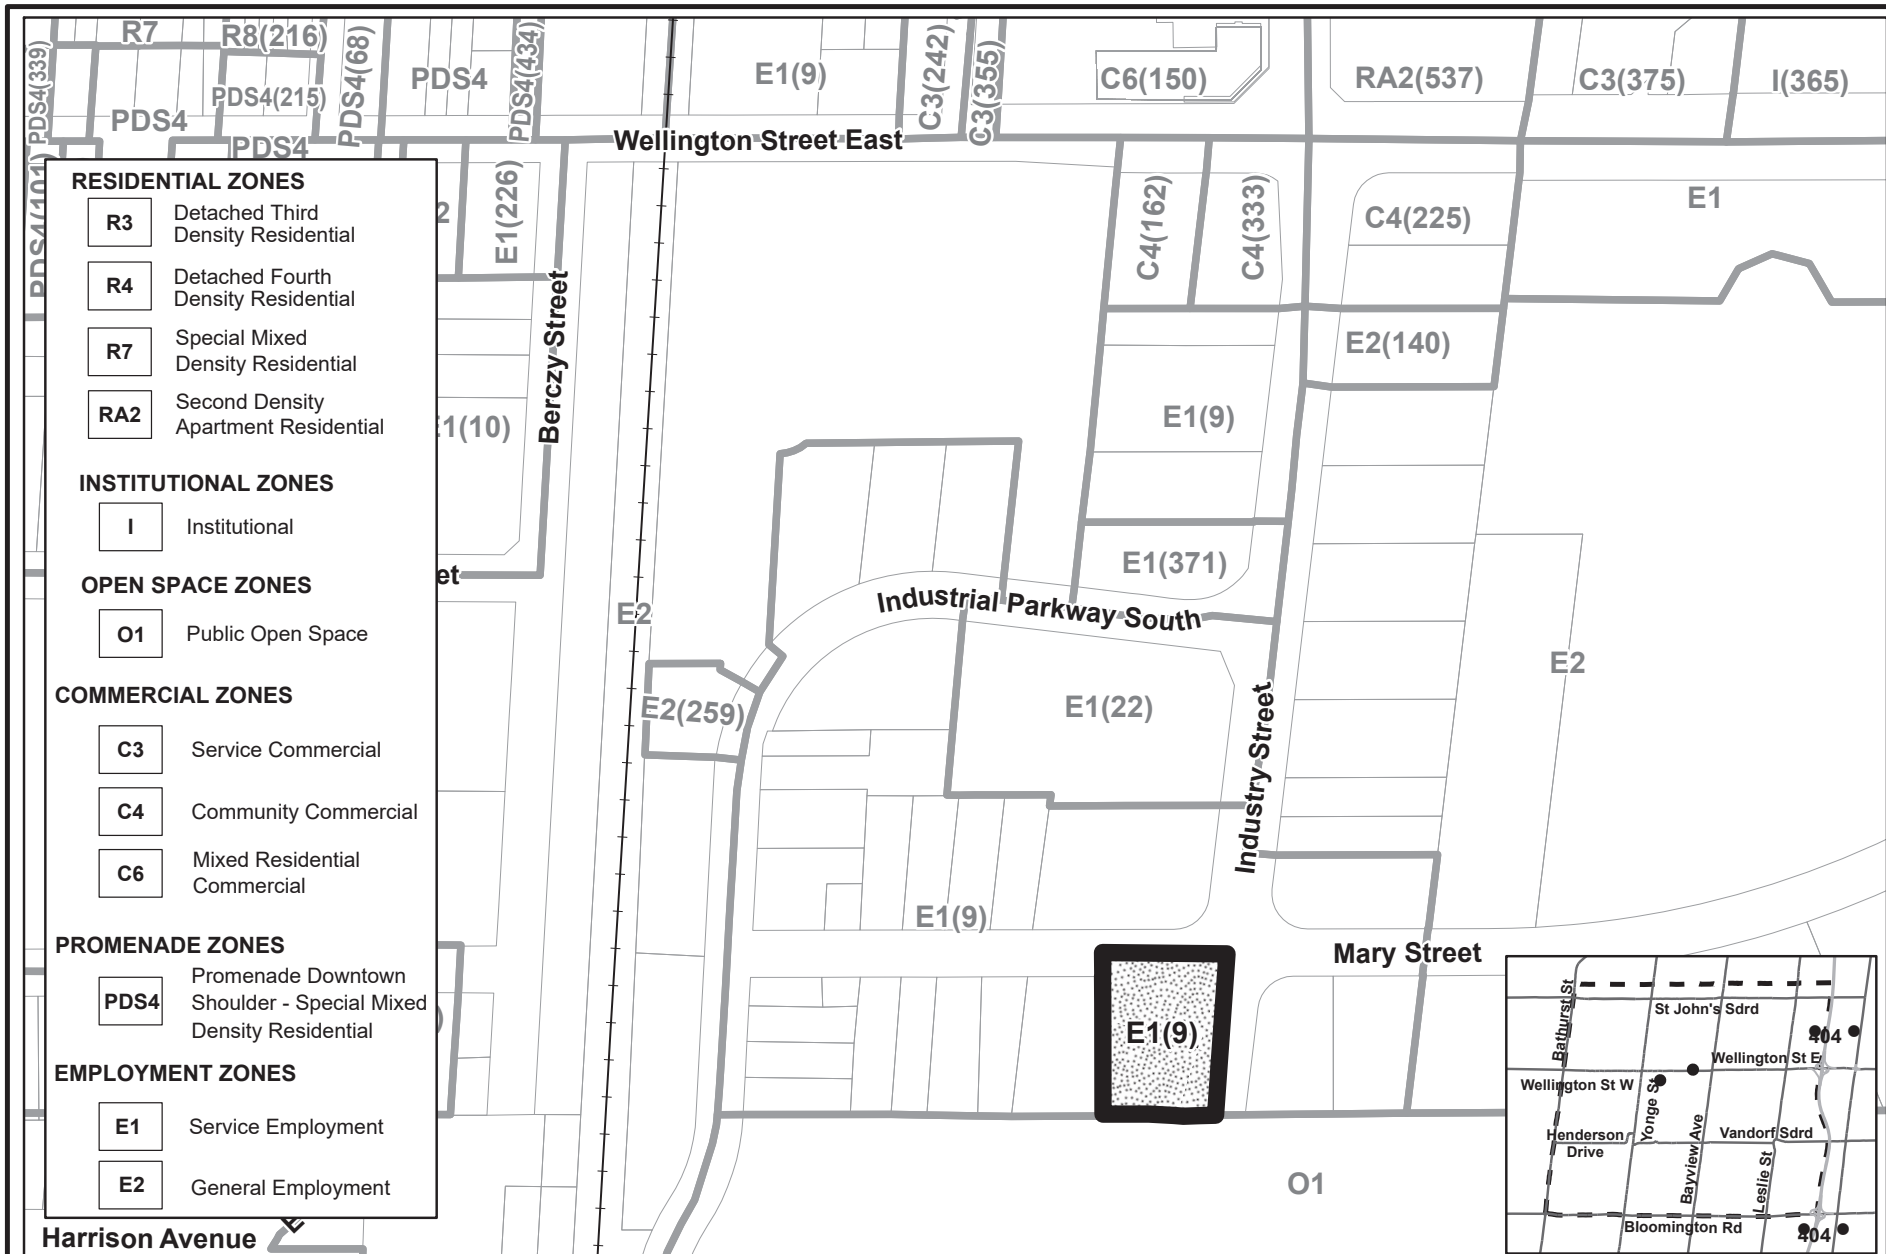 R7
R8(216)
PDS4(339)
PDS4
PDS4(215)
PDS4(68)
PDS4
PDS4(434)
PDS4
E1(9)
C3(242)
C3(355)
C6(150)
RA2(537)
C3(375)
I(365)
Wellington Street East
PDS4(101)
E1(226)
2
C4(162)
C4(333)
C4(225)
E1
E2(140)
Berczy Street
E1(9)
E1(10)
E1(371)
et
E2
Industrial Parkway South
E2
E2(259)
E1(22)
Industry Street
E1(9)
Mary Street
E1(9)
O1
Harrison Avenue
RESIDENTIAL ZONES
R3
Detached Third
Density Residential
R4
Detached Fourth
Density Residential
R7
Special Mixed
Density Residential
RA2
Second Density
Apartment Residential
INSTITUTIONAL ZONES
I
Institutional
OPEN SPACE ZONES
O1
Public Open Space
COMMERCIAL ZONES
C3
Service Commercial
C4
Community Commercial
C6
Mixed Residential
Commercial
PROMENADE ZONES
PDS4
Promenade Downtown
Shoulder - Special Mixed
Density Residential
EMPLOYMENT ZONES
E1
Service Employment
E2
General Employment
Bathurst St
St John's Sdrd
404
Wellington St E
Wellington St W
Yonge St
Henderson
Drive
Bayview Ave
Vandorf Sdrd
Leslie St
Bloomington Rd
404